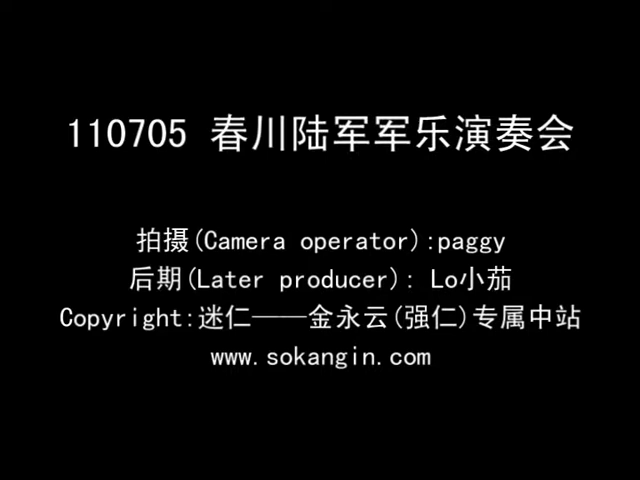 110705 春川陆军军乐演奏会
拍摄(Camera operator):paggy
后期(Later producer): Lo小茄
Copyright:迷仁——金永云(强仁)专属中站
www.sokangin.com